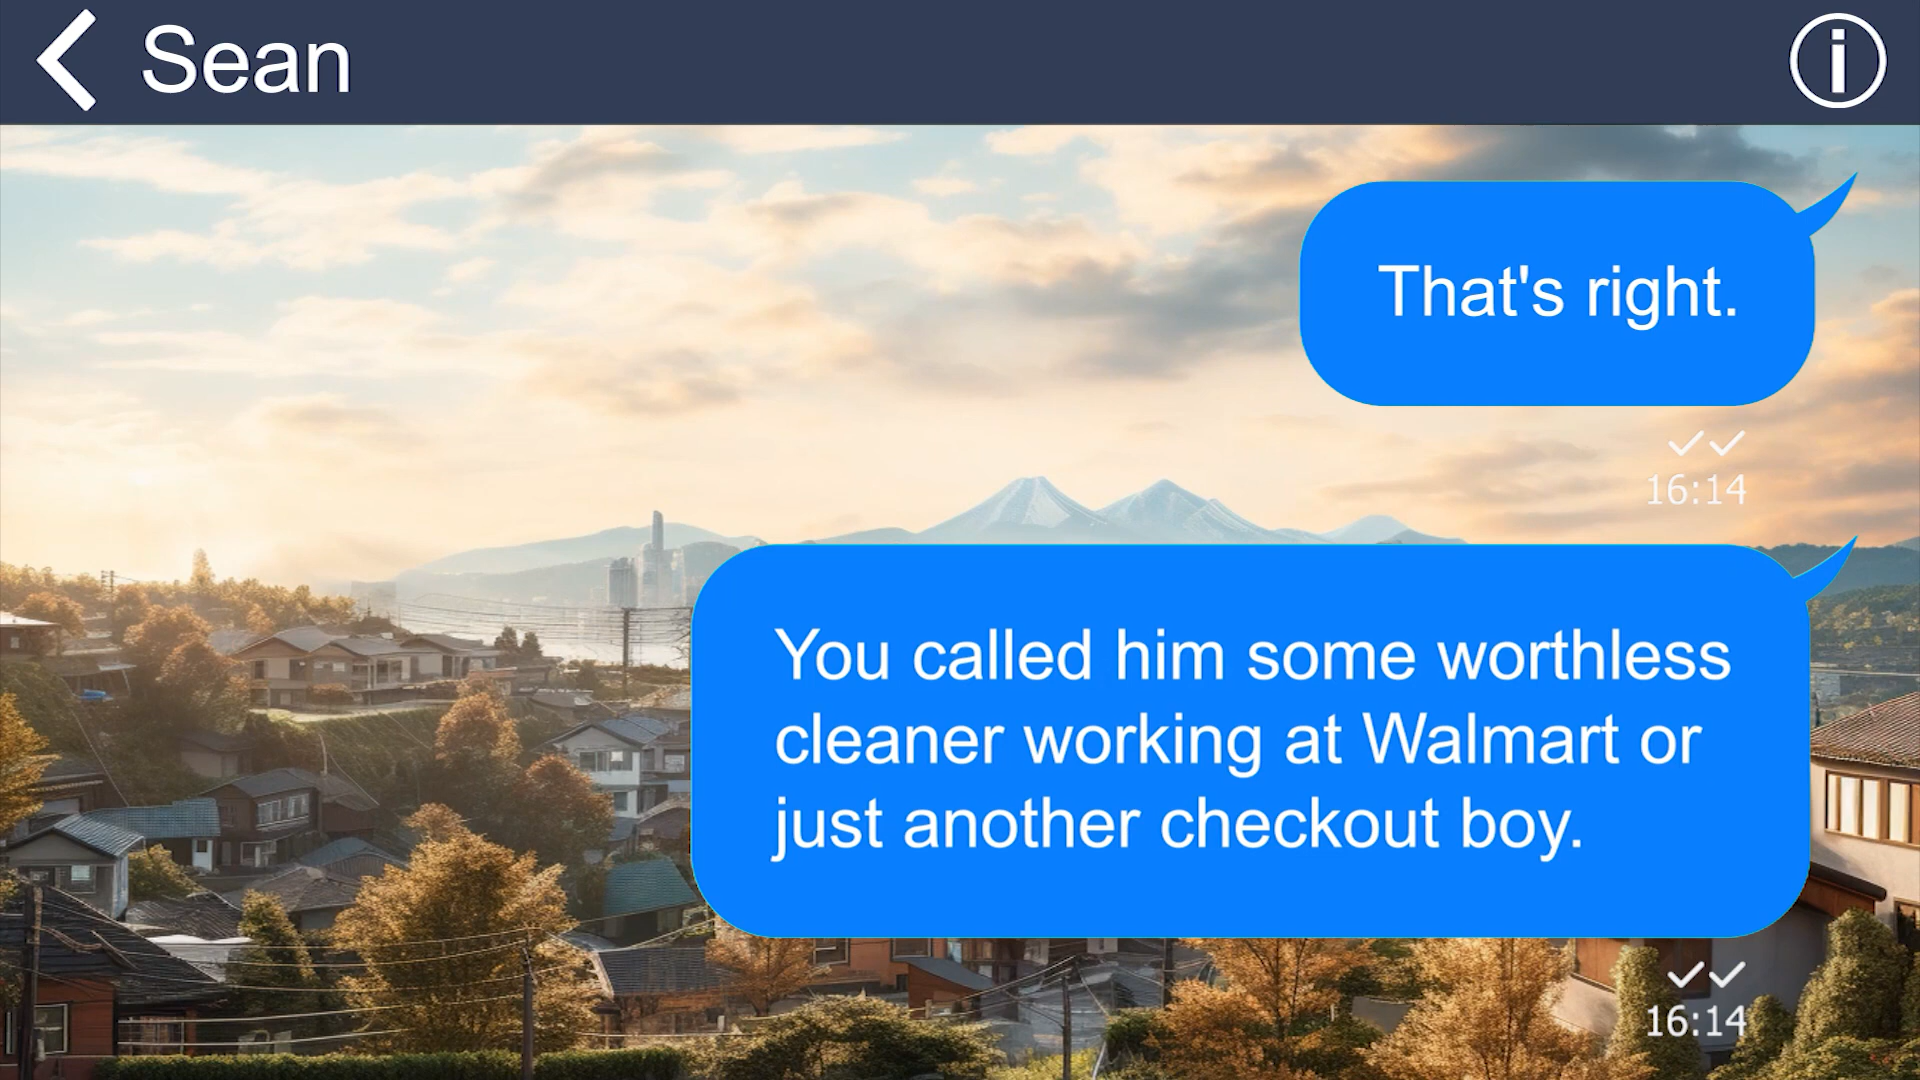 Sean
That's right.
16:14
You called him some worthless
cleaner working at Walmart or
just another checkout boy.
16:14